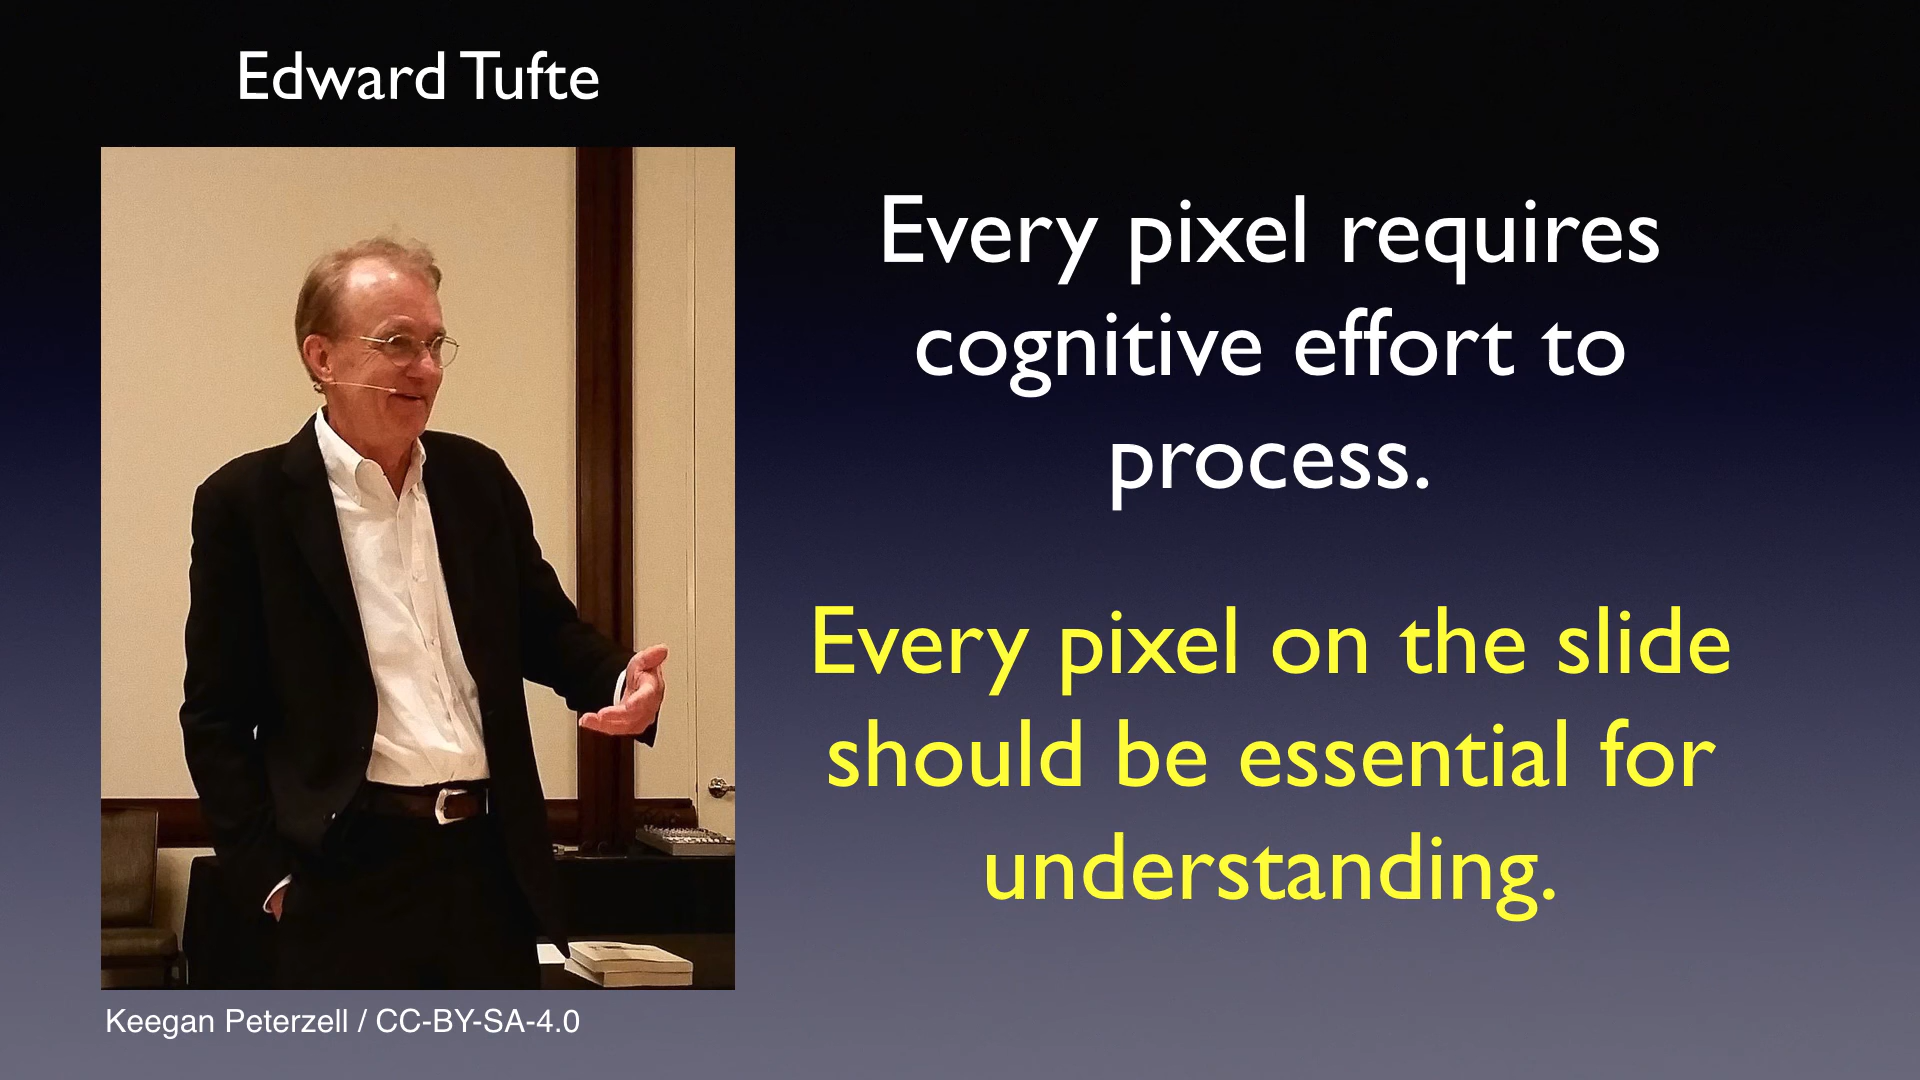 Edward Tufte
Every pixel requires
cognitive effort to
process.
Every pixel on the slide
should be essential for
understanding.
Keegan Peterzell / CC-BY-SA-4.0